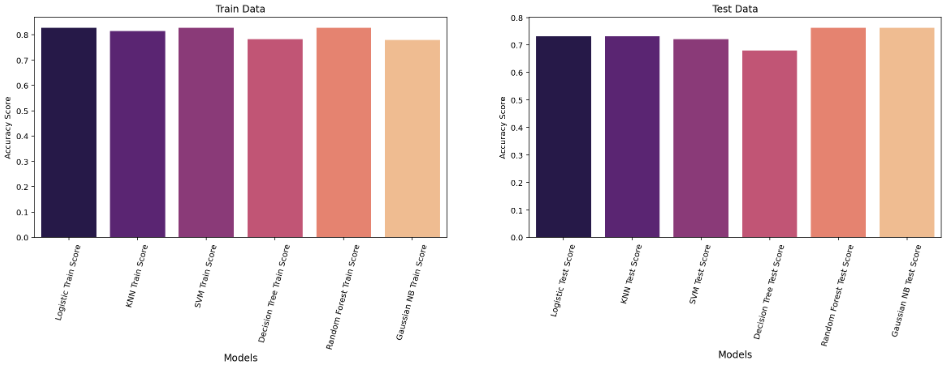 Train Data
Accuracy Score
0.8
0.7
0.6
0.5
0.4
0.3
0.2
0.1
0.0
Logistic Train Score
KNN Train Score
SVM Train Score
Decision Tree Train Score
Random Forest Train Score
Gaussian NB Train Score
Models
Test Data
Accuracy Score
0.8
0.7
0.6
0.5
0.4
0.3
0.2
0.1
0.0
Logistic Test Score
KNN Test Score
SVM Test Score
Decision Tree Test Score
Random Forest Test Score
Gaussian NB Test Score
Models